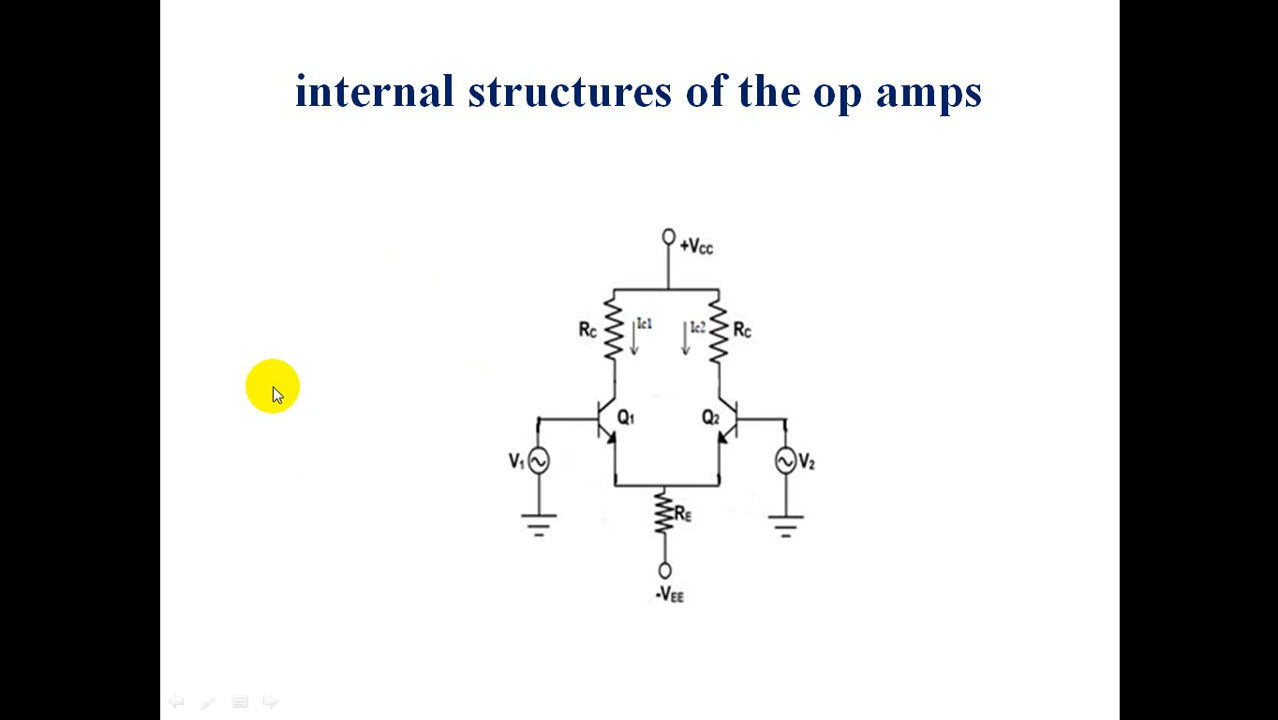 internal structures of the op amps
+VCC
RC
Ic1
Ic2
RC
Q1
Q2
V1
V2
RE
-VEE